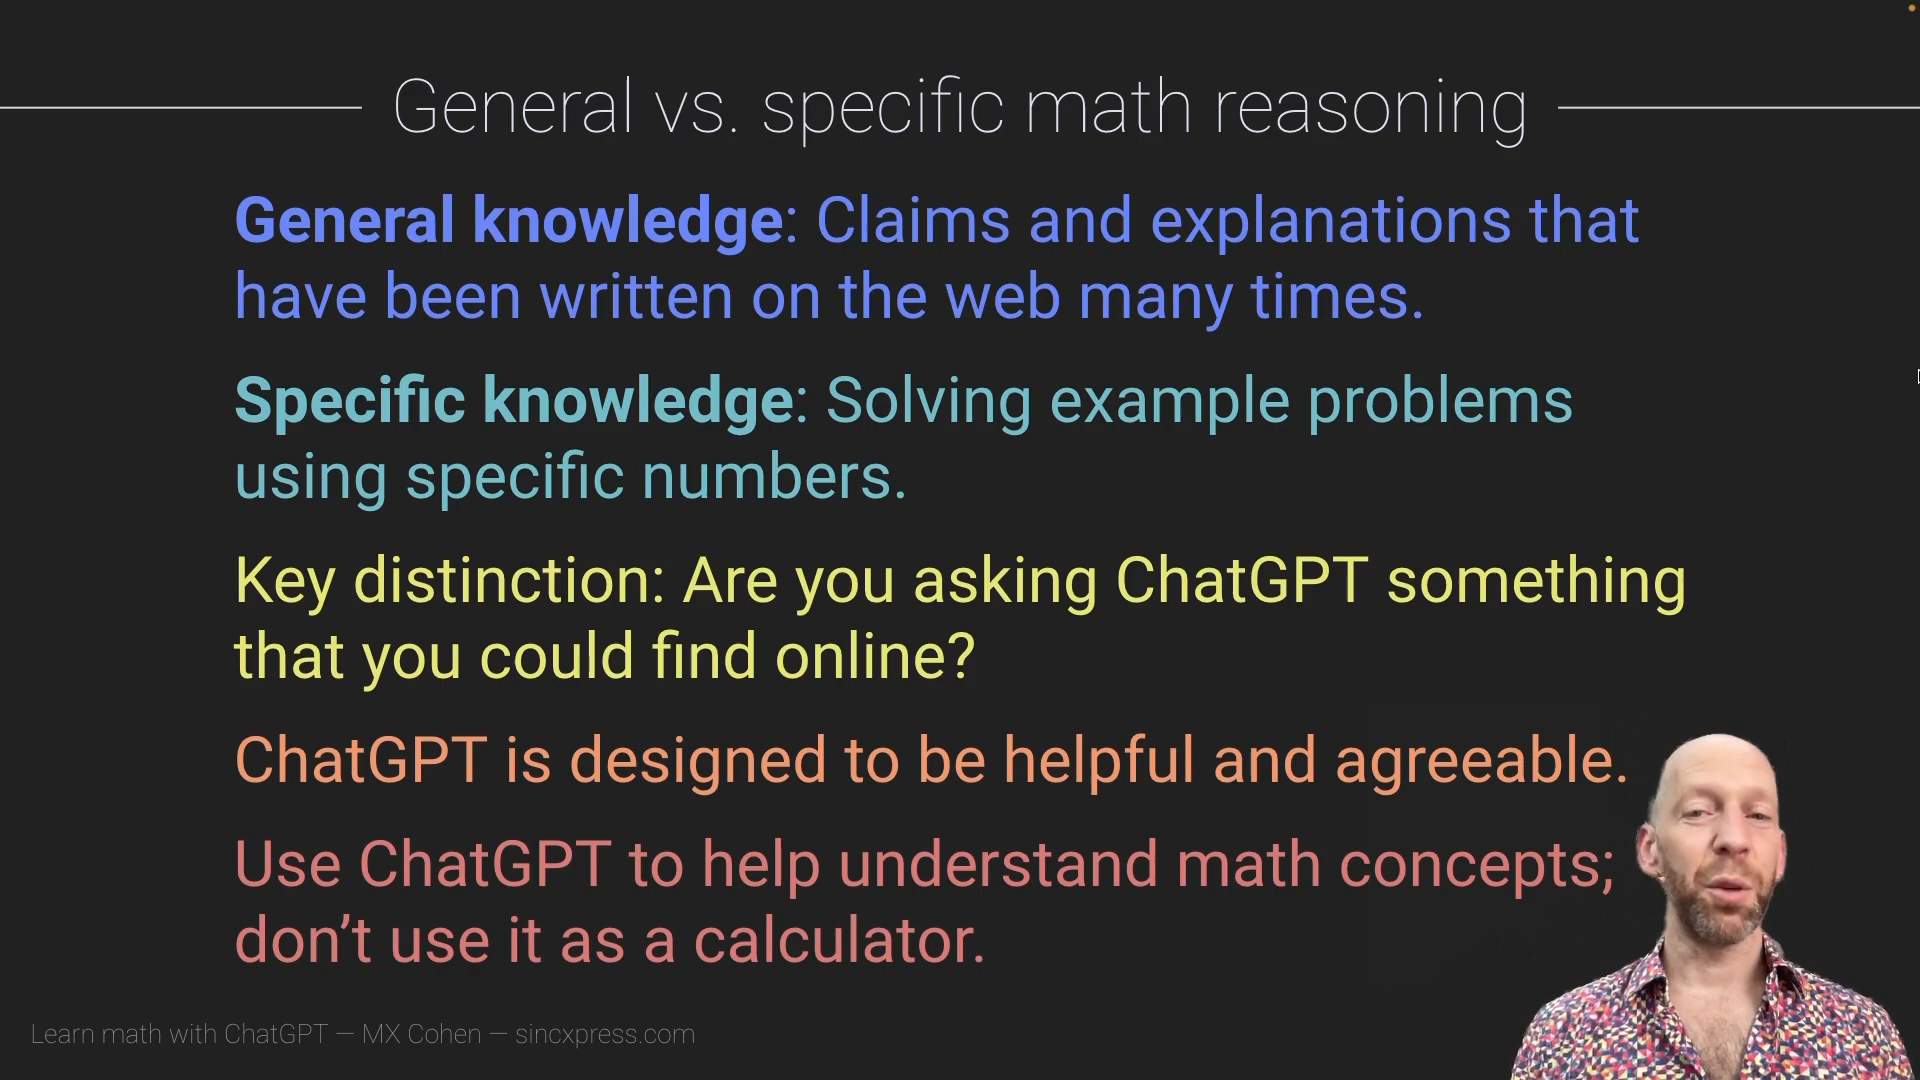 General vs. specific math reasoning
General knowledge: Claims and explanations that
have been written on the web many times.
Specific knowledge: Solving example problems
using specific numbers.
Key distinction: Are you asking ChatGPT something
that you could find online?
ChatGPT is designed to be helpful and agreeable.
Use ChatGPT to help understand math concepts;
don’t use it as a calculator.
Learn math with ChatGPT — MX Cohen — sincxpress.com